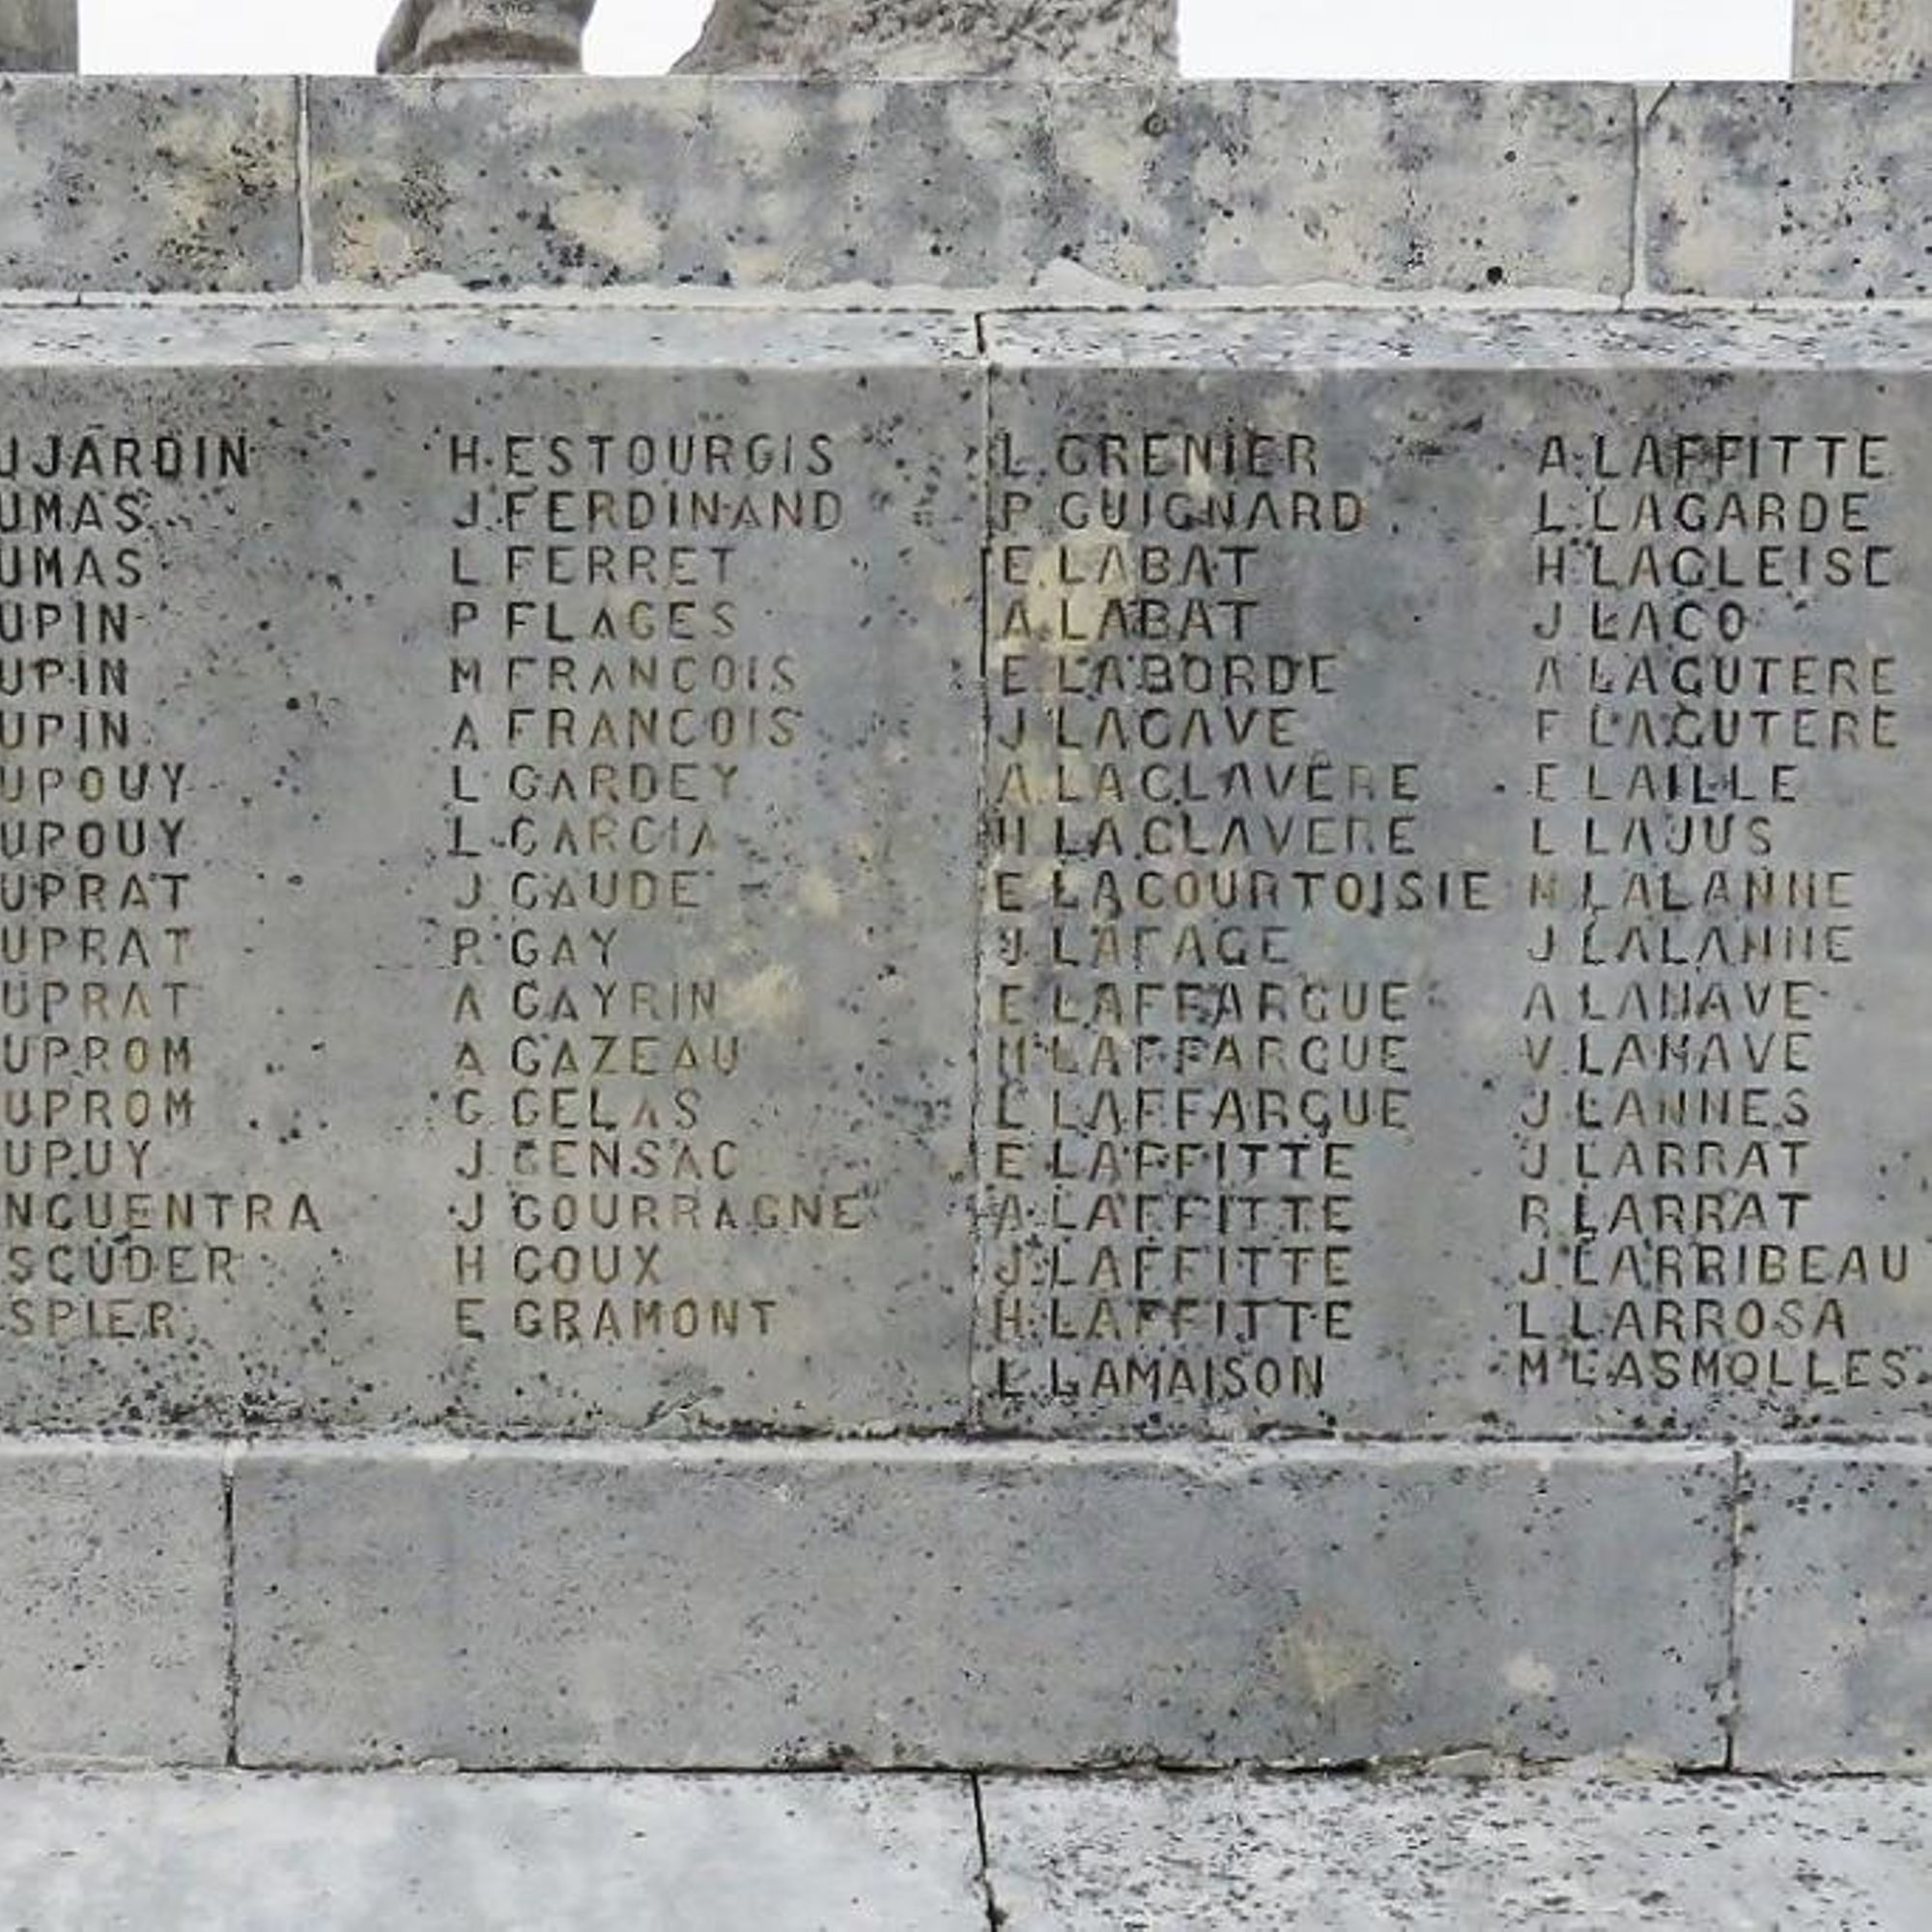 UJARDIN
UMAS
UMAS
UPIN
UPIN
UPIN
UPOUY
UPOUY
UPRAT
UPRAT
UPRAT
UPROM
UPROM
UPUY
NCUENTRA
SCUDER
SPIER
H. ESTOURGIS
J. FERDINAND
L FERRET
P FLAGES
M FRANCOIS
A FRANCOIS
L GARDEY
L GARCIA
J GAUDE
R GAY
A GAYRIN
A GAZEAU
G GELAS
J GENSAC
J GOURRAGNE
H GOUX
E GRAMONT
L. GRENIER
P GUIGNARD
E. LABAT
A LABAT
E LABORDE
J LACAVE
A LACLAVÈRE
H LACLAVERE
E LACOURTOISIE
J LAFAGE
E LAFFARGUE
M LAFFARGUE
L LAFFARGUE
E LAFFITTE
A LAFFITTE
J LAFFITTE
H LAFFITTE
L LAMAISON
A LAFFITTE
L LAGARDE
H LAGLEISE
J LAGO
A LAGUTERE
F LAGUTERE
E LAILLE
L LAJUS
LALANNE
J LALANNE
A LANAVE
V LANAVE
J LANNES
J LARRAT
R LARRAT
J LARRIBEAU
L LARROSA
M LASMOLLES